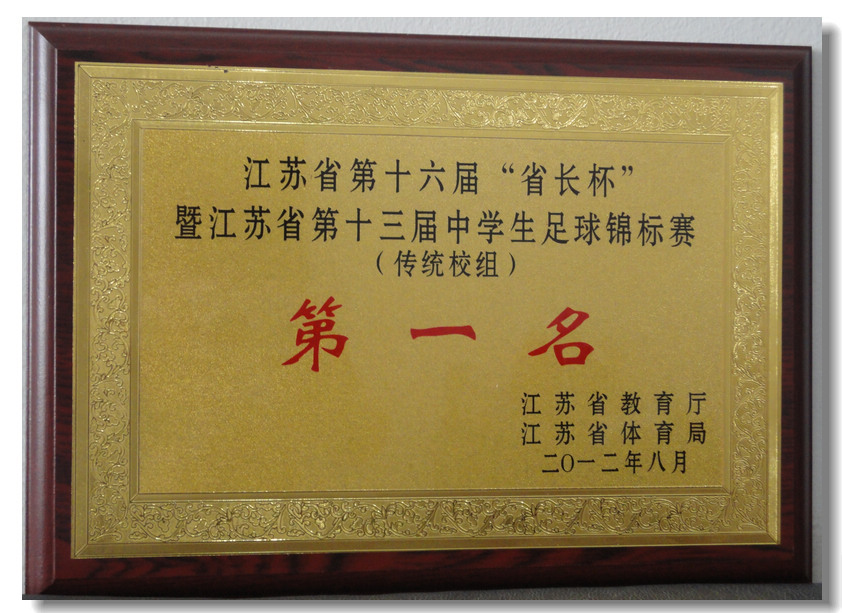 江苏省第十六届“省长杯”
暨江苏省第十三届中学生足球锦标赛
（传统校组）
第一名
江苏省教育厅
江苏省体育局
二〇一二年八月